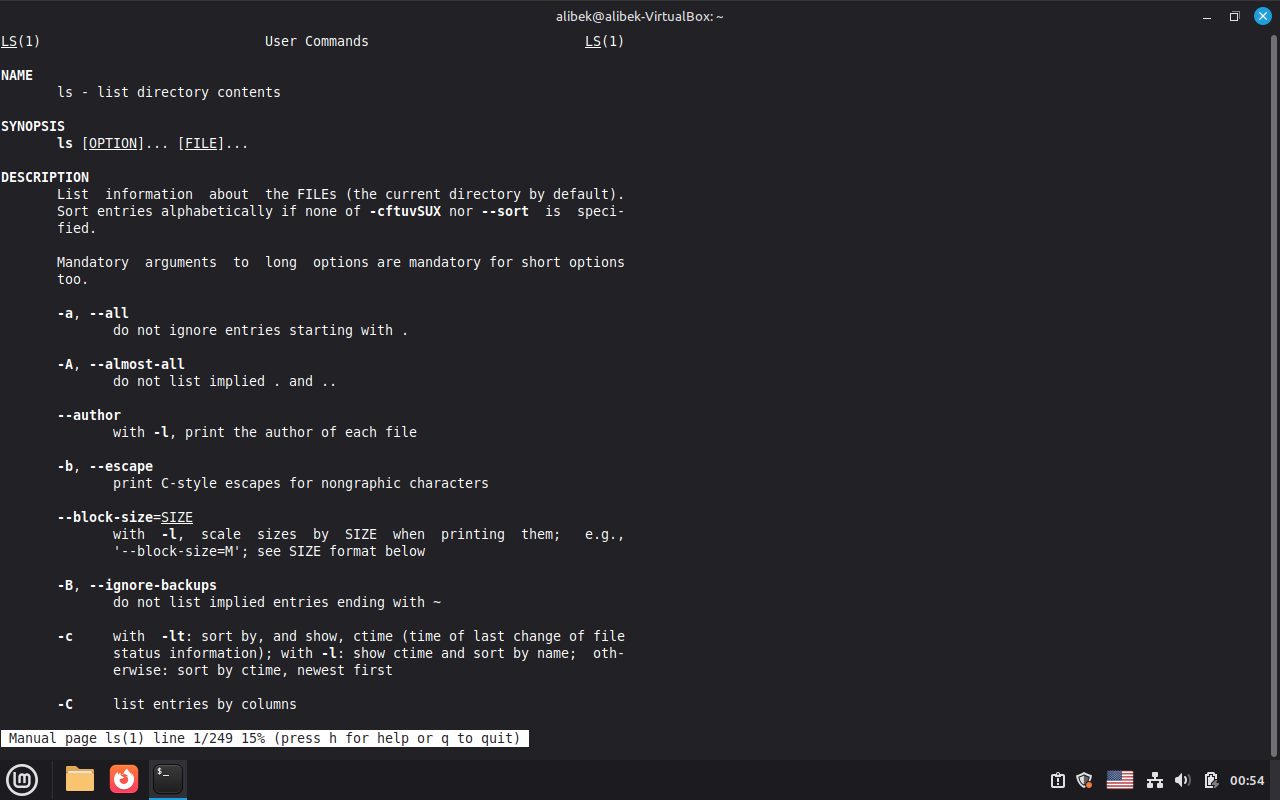 alibek@alibek-VirtualBox: ~
LS(1) User Commands LS(1)
NAME
ls - list directory contents
SYNOPSIS
ls [OPTION]... [FILE]...
DESCRIPTION
List information about the FILEs (the current directory by default).
Sort entries alphabetically if none of -cftuvSUX nor --sort is speci-
fied.
Mandatory arguments to long options are mandatory for short options
too.
-a, --all
do not ignore entries starting with .
-A, --almost-all
do not list implied . and ..
--author
with -l, print the author of each file
-b, --escape
print C-style escapes for nongraphic characters
--block-size=SIZE
with -l, scale sizes by SIZE when printing them; e.g.,
'--block-size=M'; see SIZE format below
-B, --ignore-backups
do not list implied entries ending with ~
-c with -lt: sort by, and show, ctime (time of last change of file
status information); with -l: show ctime and sort by name; oth-
erwise: sort by ctime, newest first
-C list entries by columns
Manual page ls(1) line 1/249 15% (press h for help or q to quit)
$_
00:54